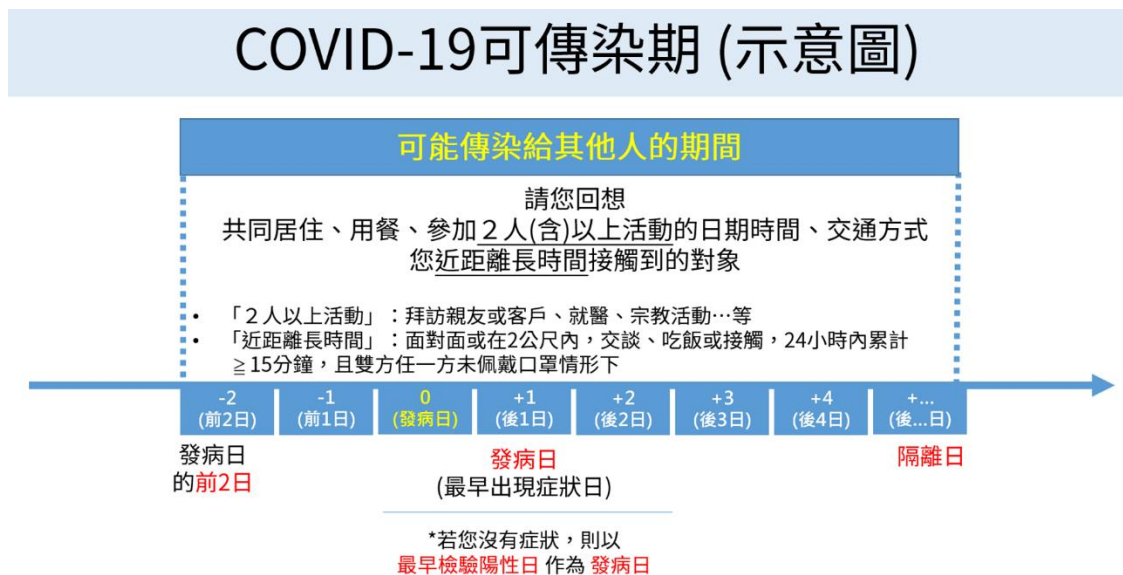 COVID-19可傳染期 (示意圖)
可能傳染給其他人的期間
請您回想
共同居住、用餐、參加２人(含)以上活動的日期時間、交通方式
您近距離長時間接觸到的對象
• 「２人以上活動」：拜訪親友或客戶、就醫、宗教活動⋯等
• 「近距離長時間」：面對面或在2公尺內，交談、吃飯或接觸，24小時內累計
≧15分鐘，且雙方任一方未佩戴口罩情形下
-2 -1 0 +1 +2 +3 +4 +...
(前2日) (前1日) (發病日) (後1日) (後2日) (後3日) (後4日) (後...日)
發病日 發病日 隔離日
的前2日 (最早出現症狀日)
*若您沒有症狀，則以
最早檢驗陽性日 作為 發病日